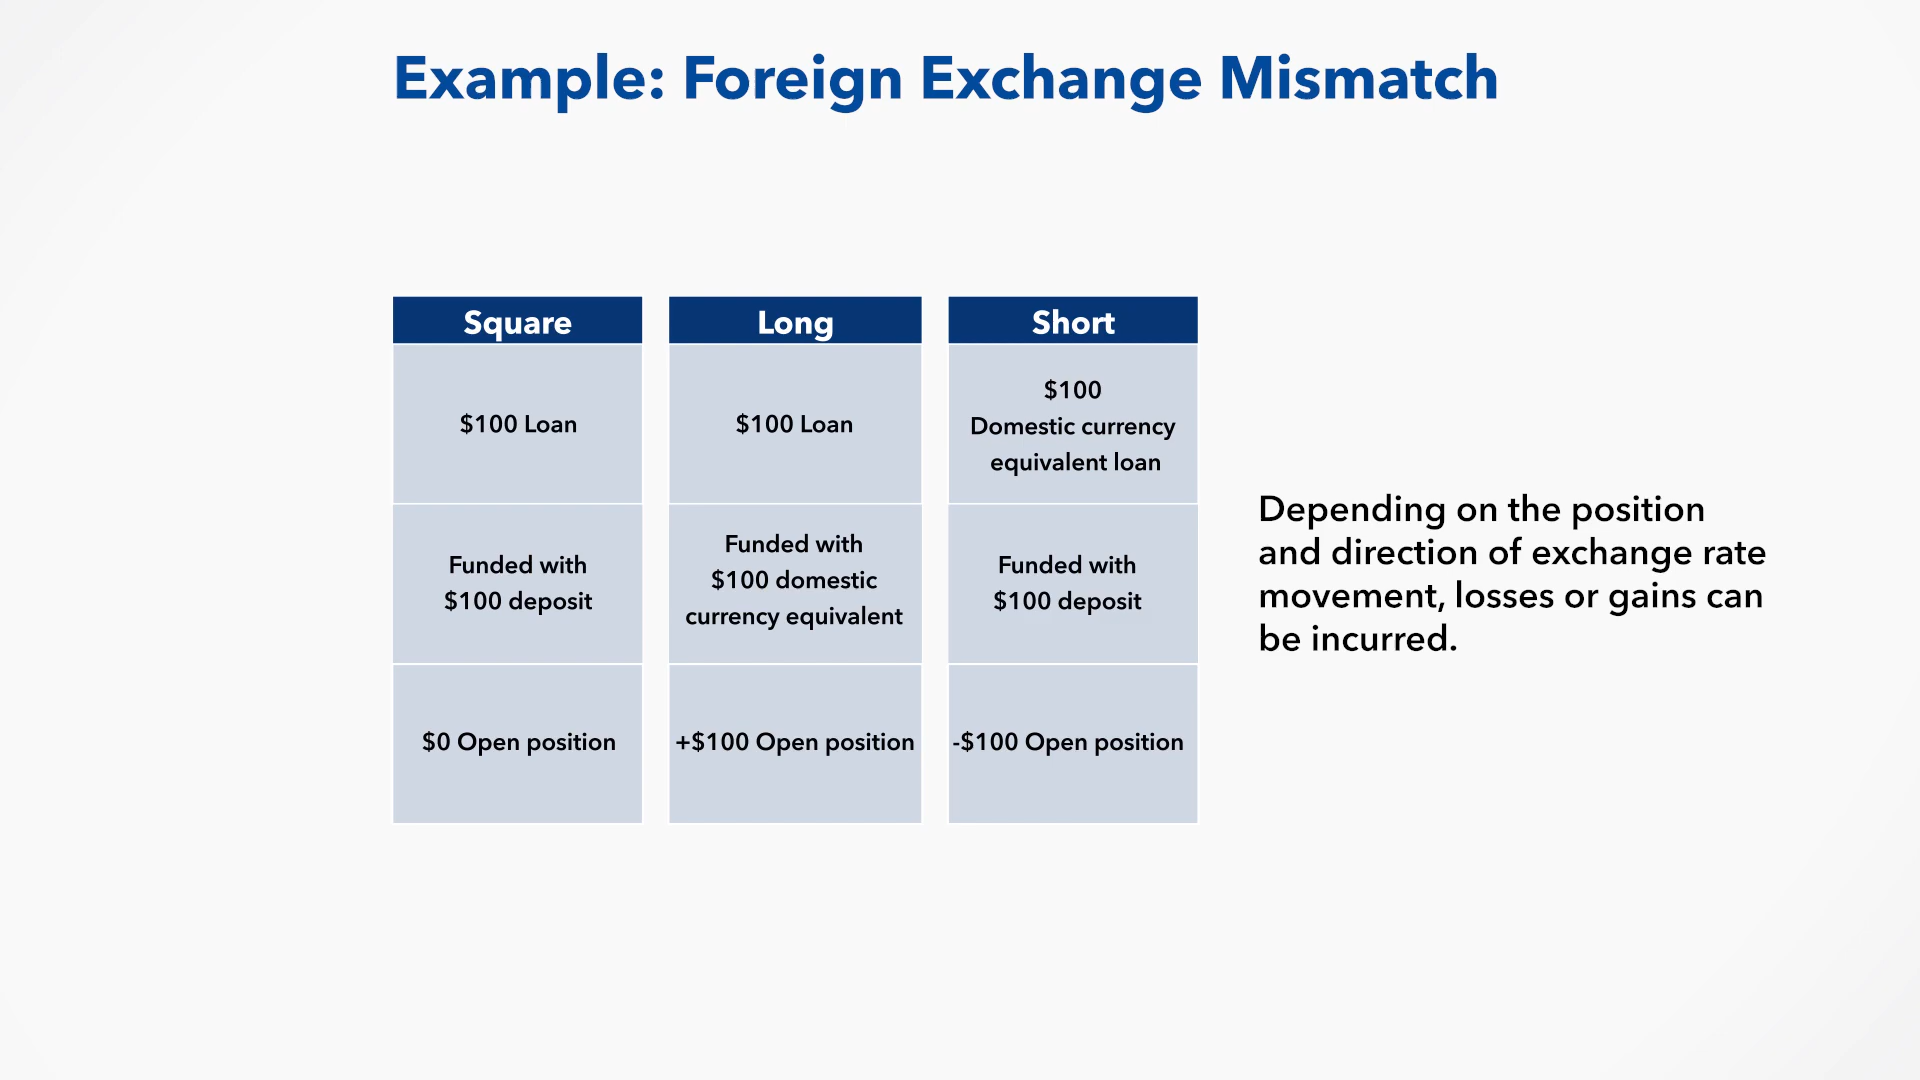 Example: Foreign Exchange Mismatch
Square
$100 Loan
Funded with
$100 deposit
$0 Open position
Long
$100 Loan
Funded with
$100 domestic
currency equivalent
+$100 Open position
Short
$100
Domestic currency
equivalent loan
Funded with
$100 deposit
-$100 Open position
Depending on the position
and direction of exchange rate
movement, losses or gains can
be incurred.